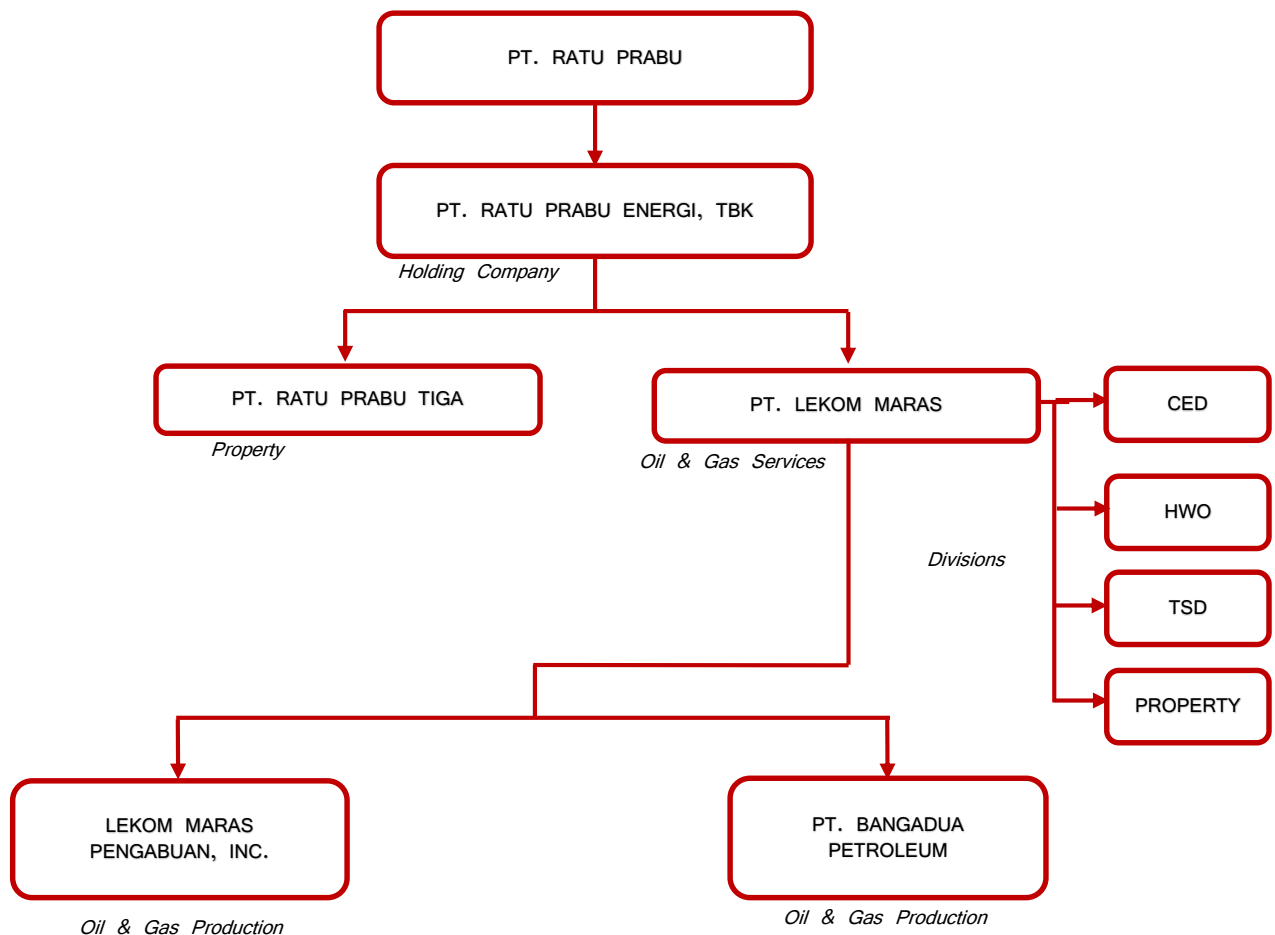 PT. RATU PRABU
PT. RATU PRABU ENERGI, TBK
Holding Company
PT. RATU PRABU TIGA
Property
PT. LEKOM MARAS
Oil & Gas Services
CED
HWO
Divisions
TSD
PROPERTY
LEKOM MARAS
PENGABUAN, INC.
Oil & Gas Production
PT. BANGADUA
PETROLEUM
Oil & Gas Production